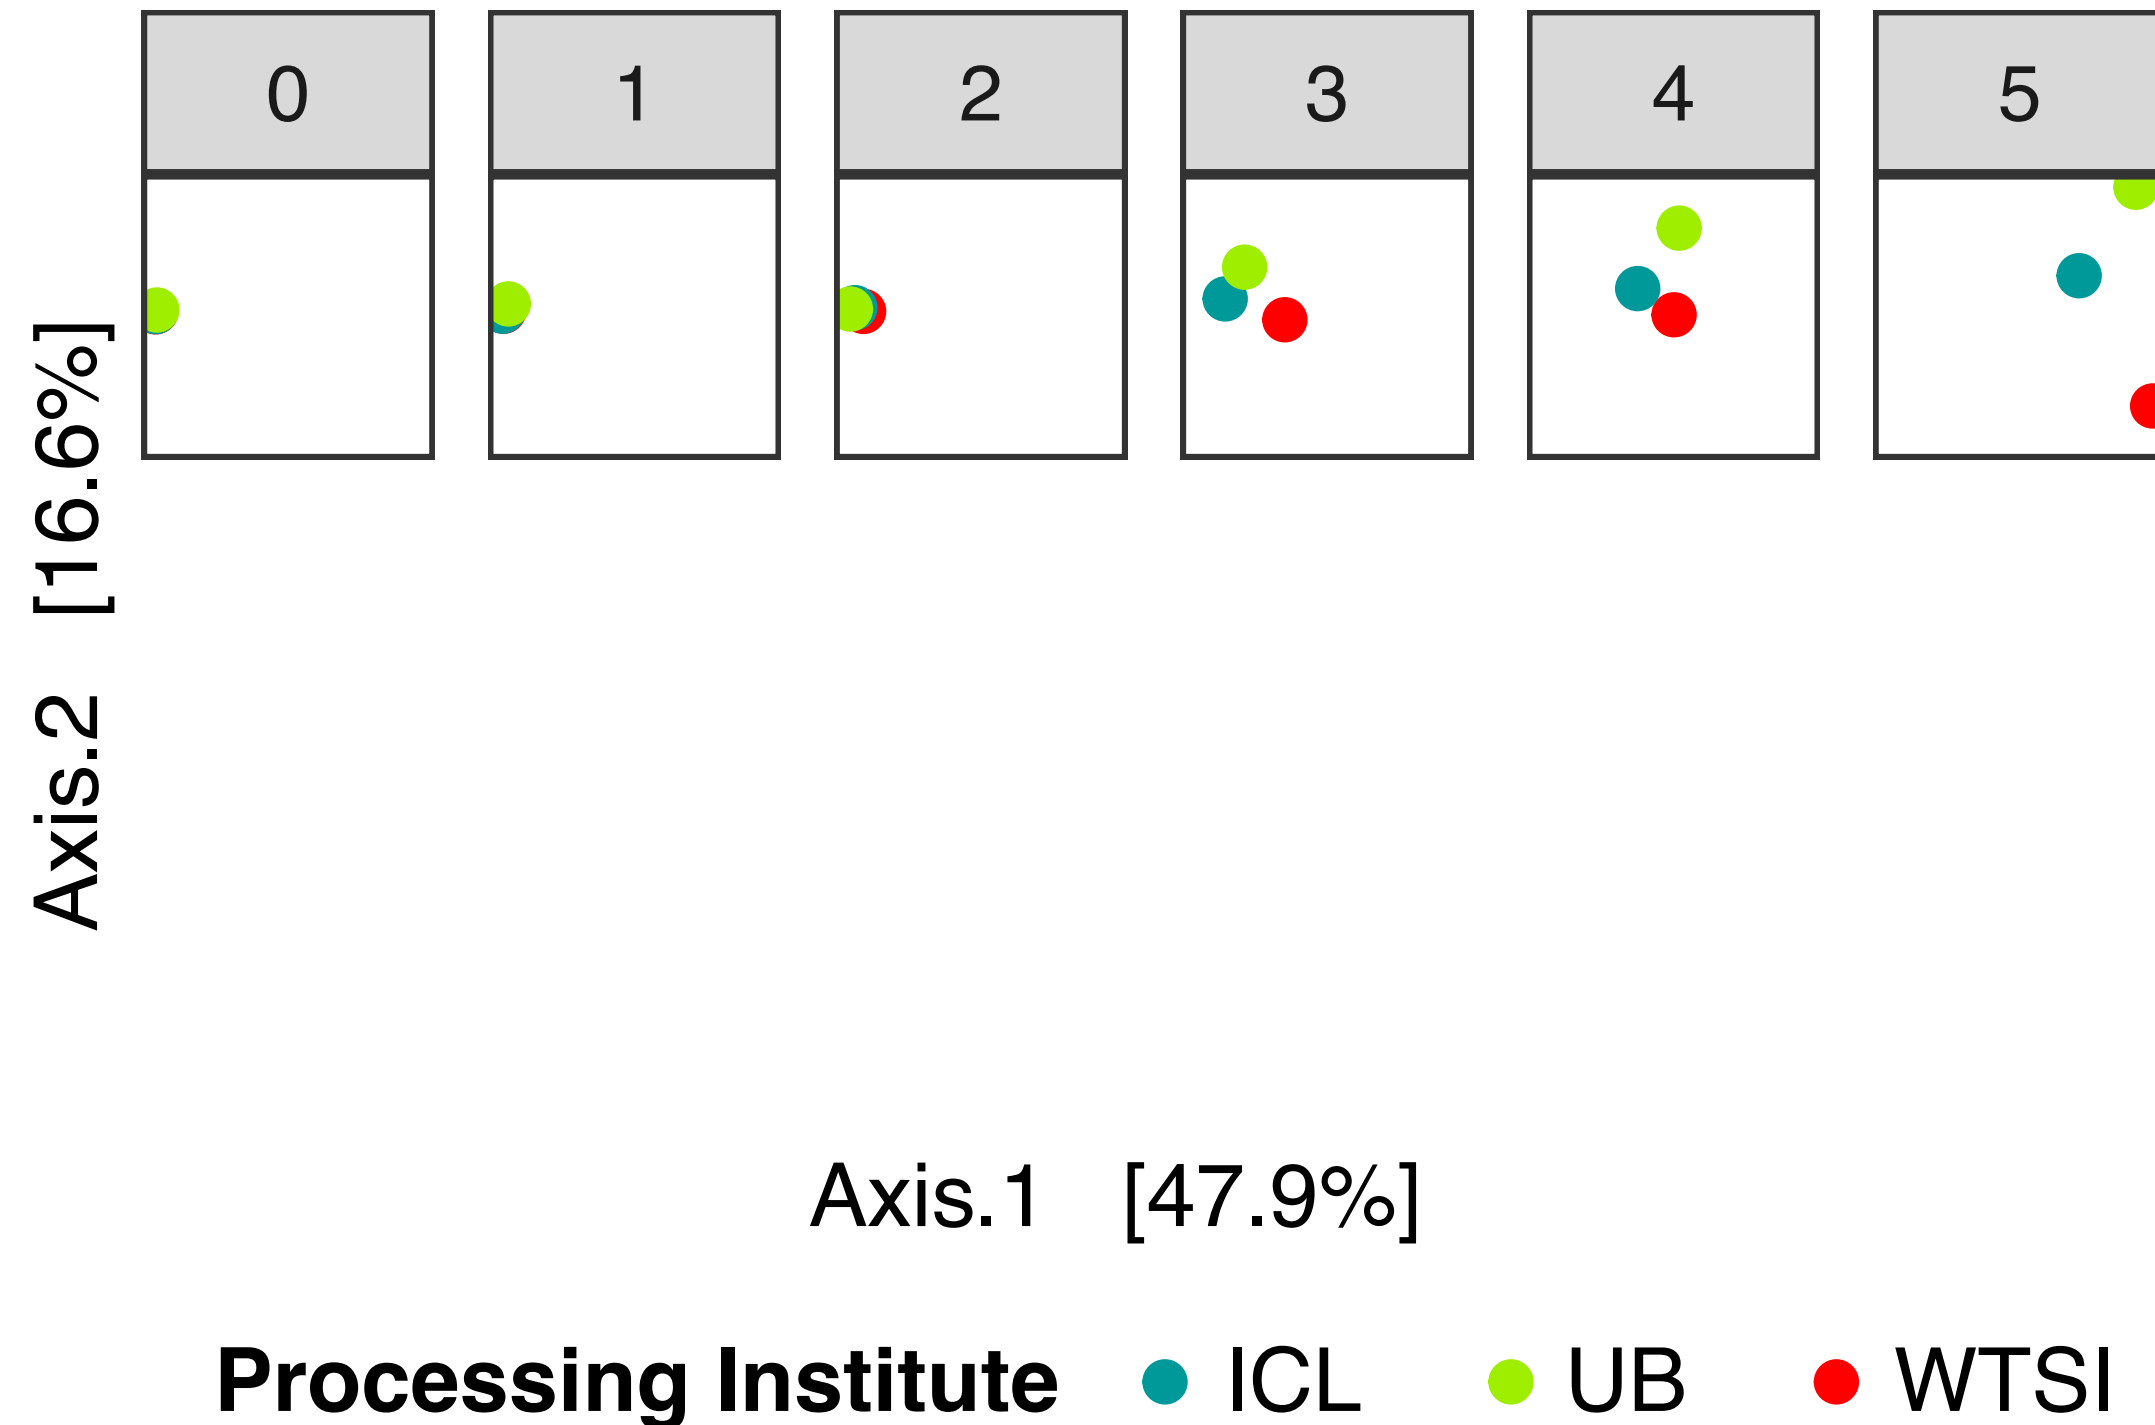 0 1 2 3 4 5
Axis.2 [16.6%]
Axis.1 [47.9%]
Processing Institute ICL UB WTSI